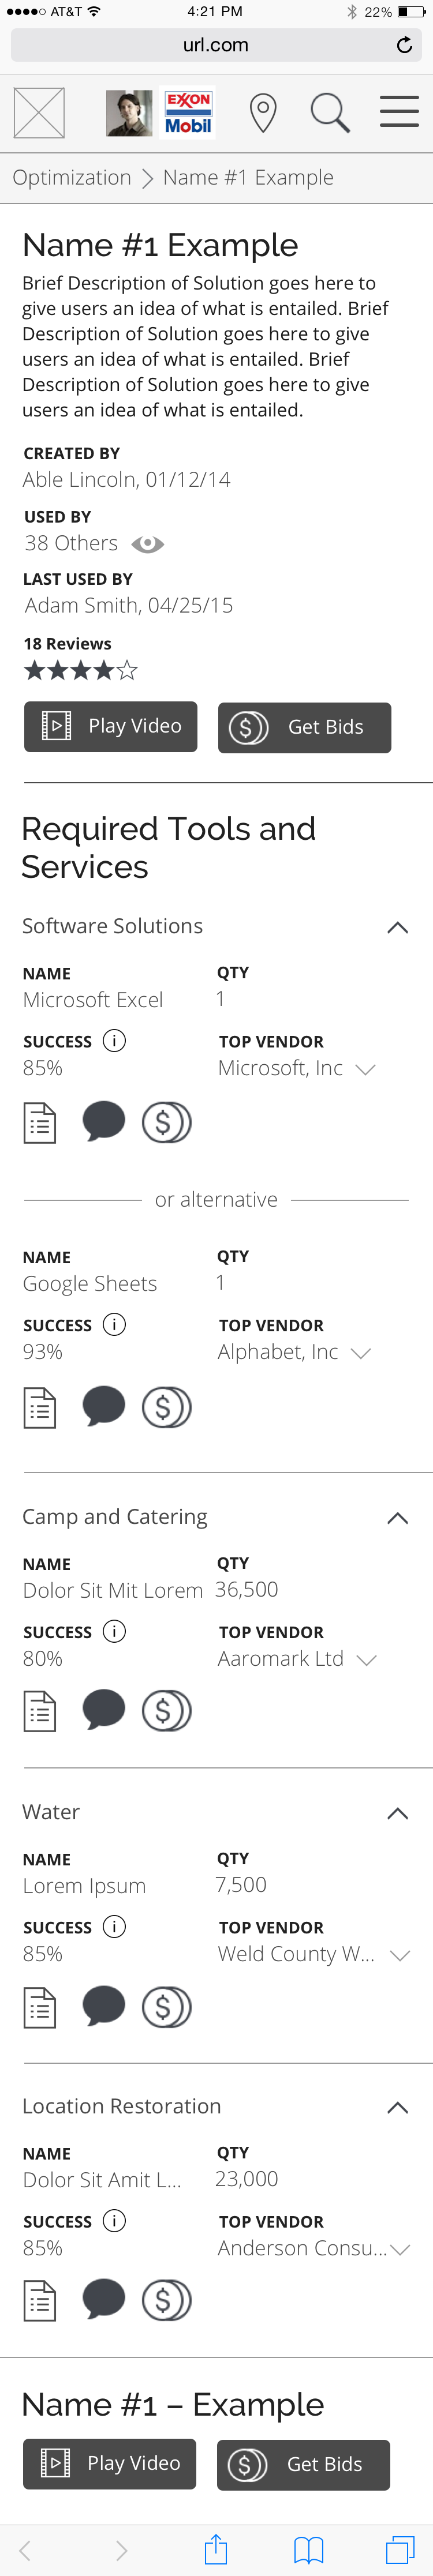 AT&T 4:21 PM 22%
url.com
EXXON
Mobil
Optimization Name #1 Example
Name #1 Example
Brief Description of Solution goes here to
give users an idea of what is entailed. Brief
Description of Solution goes here to give
users an idea of what is entailed. Brief
Description of Solution goes here to give
users an idea of what is entailed.
CREATED BY
Able Lincoln, 01/12/14
USED BY
38 Others
LAST USED BY
Adam Smith, 04/25/15
18 Reviews
Play Video Get Bids
Required Tools and
Services
Software Solutions
NAME QTY
Microsoft Excel 1
SUCCESS i TOP VENDOR
85% Microsoft, Inc
$
or alternative
NAME QTY
Google Sheets 1
SUCCESS i TOP VENDOR
93% Alphabet, Inc
$
Camp and Catering
NAME QTY
Dolor Sit Mit Lorem 36,500
SUCCESS i TOP VENDOR
80% Aaromark Ltd
$
Water
NAME QTY
Lorem Ipsum 7,500
SUCCESS i TOP VENDOR
85% Weld County W...
$
Location Restoration
NAME QTY
Dolor Sit Amit L... 23,000
SUCCESS i TOP VENDOR
85% Anderson Consu...
$
Name #1 – Example
Play Video $ Get Bids